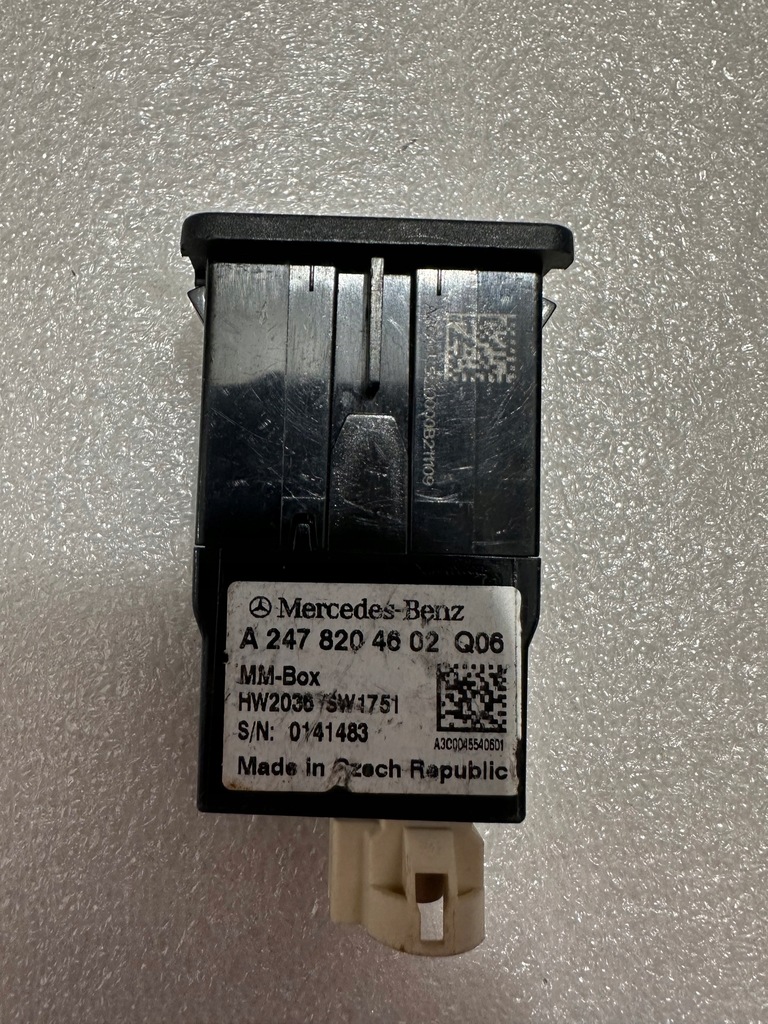 Mercedes-Benz
A 247 820 46 02 Q06
MM-Box
HW2036 SW1751
S/N: 0141483
A3C0045540601
Made in Czech Republic